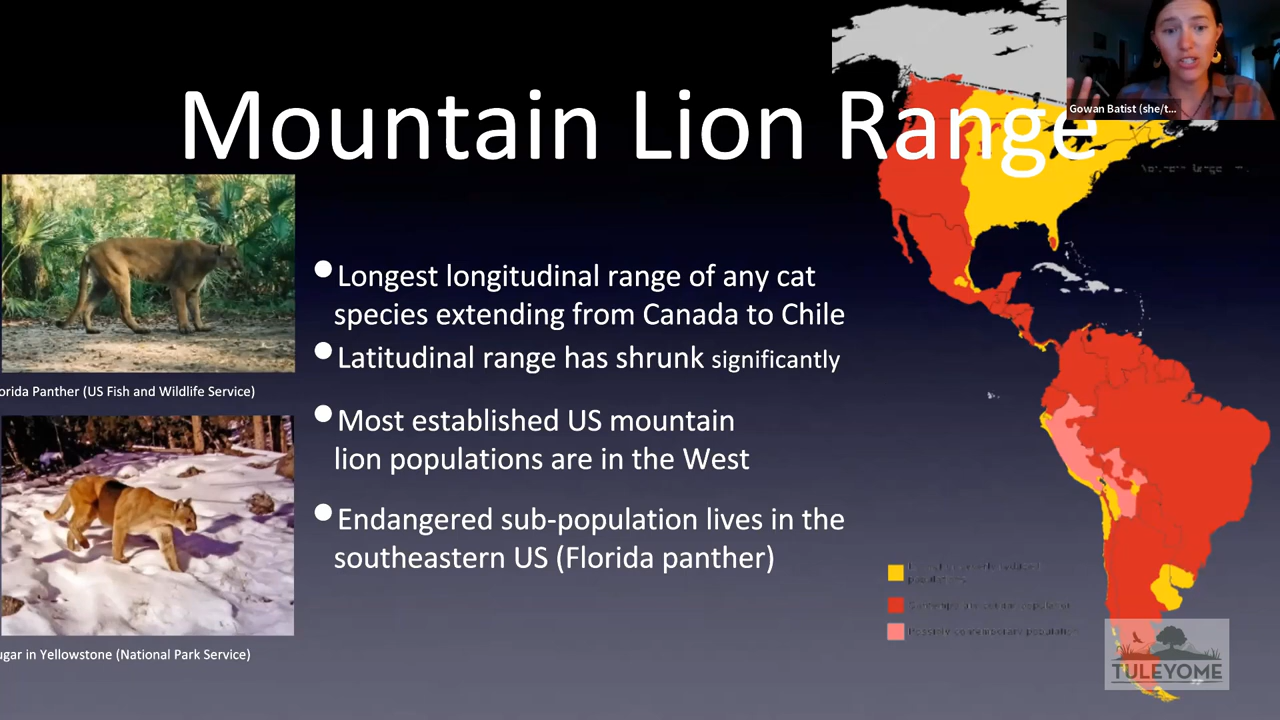 Mountain Lion Range
Gowan Batist (she/t...
• Longest longitudinal range of any cat
species extending from Canada to Chile
• Latitudinal range has shrunk significantly
• Most established US mountain
lion populations are in the West
• Endangered sub-population lives in the
southeastern US (Florida panther)
orida Panther (US Fish and Wildlife Service)
ugar in Yellowstone (National Park Service)
TULEYOME